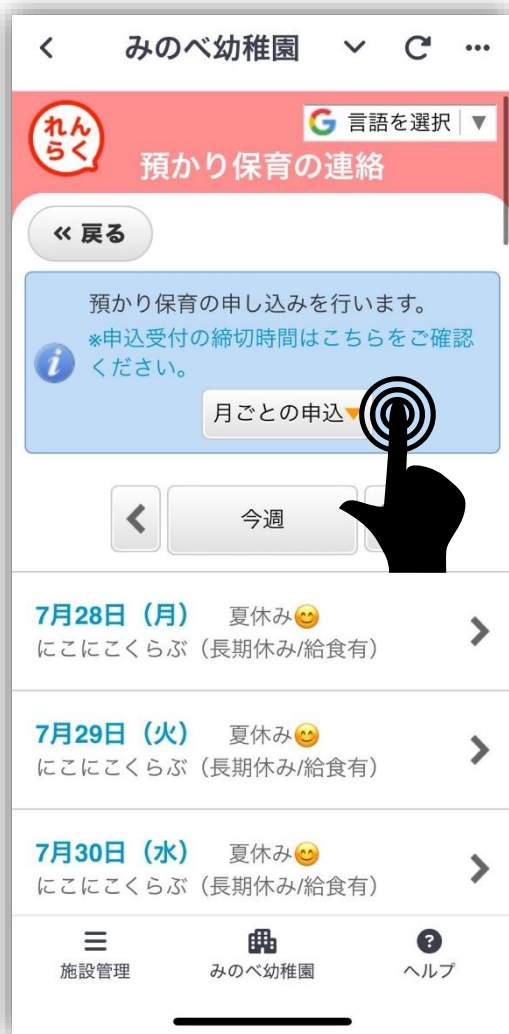 みのべ幼稚園
れん
らく
言語を選択
預かり保育の連絡
« 戻る
預かり保育の申し込みを行います。
※申込受付の締切時間はこちらをご確認
ください。
月ごとの申込
今週
7月28日（月） 夏休み😊
にこにこくらぶ（長期休み/給食有）
7月29日（火） 夏休み😊
にこにこくらぶ（長期休み/給食有）
7月30日（水） 夏休み😊
にこにこくらぶ（長期休み/給食有）
施設管理 みのべ幼稚園 ヘルプ